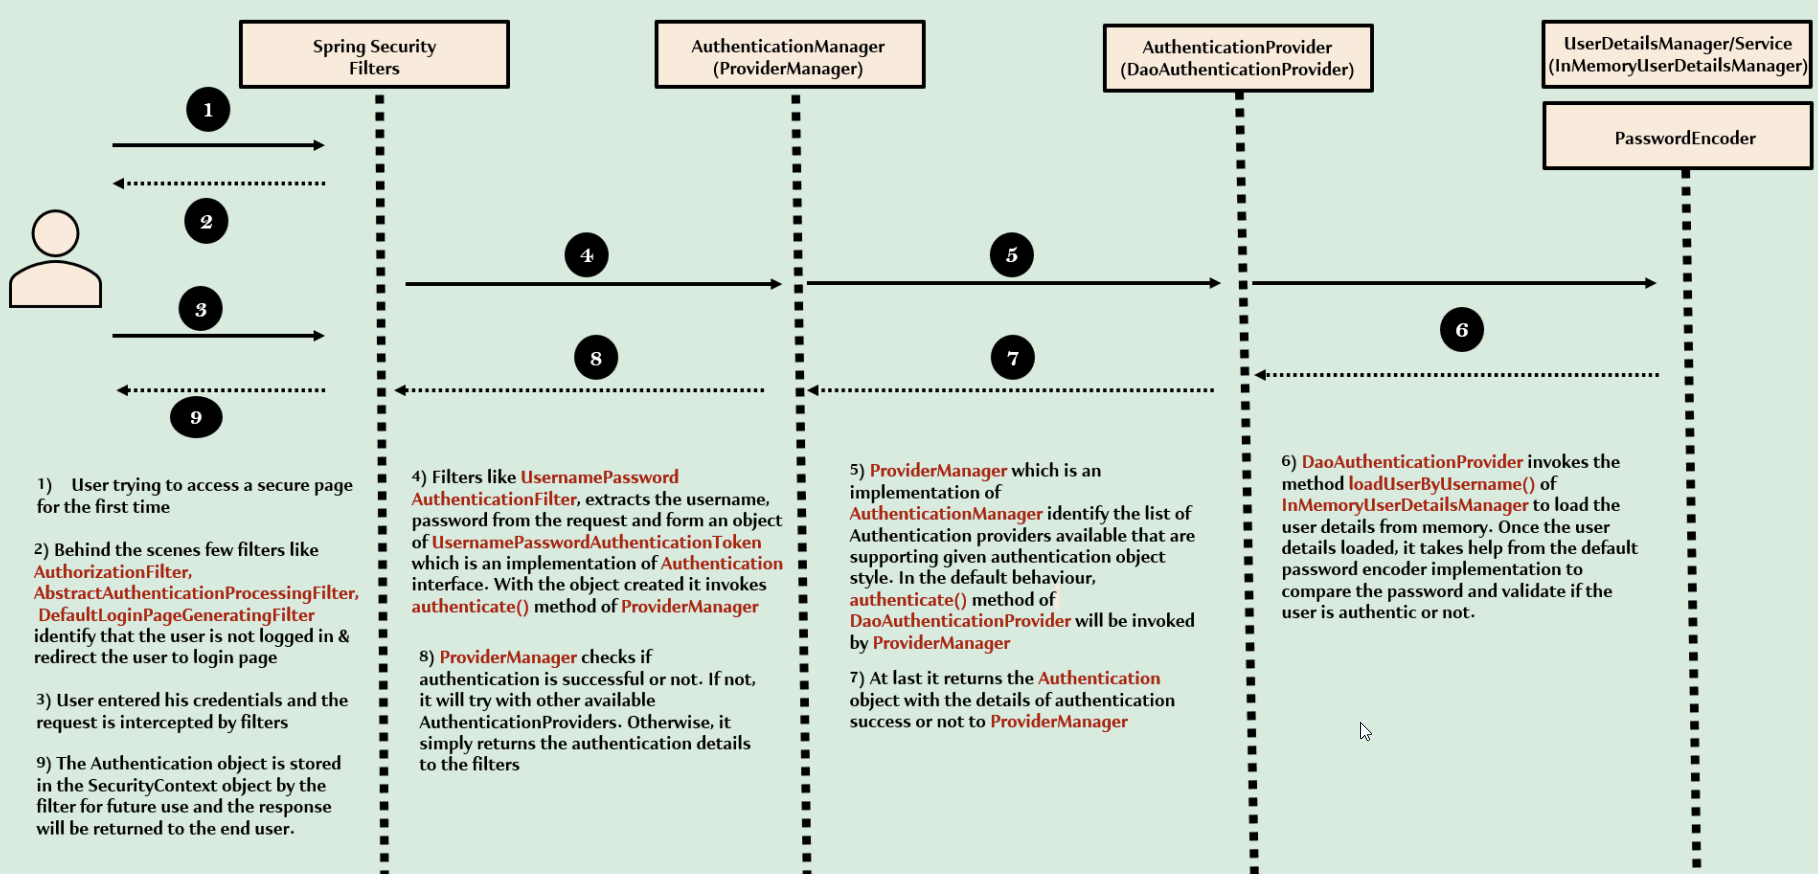 Spring Security
Filters
AuthenticationManager
(ProviderManager)
AuthenticationProvider
(DaoAuthenticationProvider)
UserDetailsManager/Service
(InMemoryUserDetailsManager)
PasswordEncoder
1
2
3
4
5
6
7
8
9
1) User trying to access a secure page
for the first time
2) Behind the scenes few filters like
AuthorizationFilter,
AbstractAuthenticationProcessingFilter,
DefaultLoginPageGeneratingFilter
identify that the user is not logged in &
redirect the user to login page
3) User entered his credentials and the
request is intercepted by filters
9) The Authentication object is stored
in the SecurityContext object by the
filter for future use and the response
will be returned to the end user.
4) Filters like UsernamePassword
AuthenticationFilter, extracts the username,
password from the request and form an object
of UsernamePasswordAuthenticationToken
which is an implementation of Authentication
interface. With the object created it invokes
authenticate() method of ProviderManager
8) ProviderManager checks if
authentication is successful or not. If not,
it will try with other available
AuthenticationProviders. Otherwise, it
simply returns the authentication details
to the filters
5) ProviderManager which is an
implementation of
AuthenticationManager identify the list of
Authentication providers available that are
supporting given authentication object
style. In the default behaviour,
authenticate() method of
DaoAuthenticationProvider will be invoked
by ProviderManager
7) At last it returns the Authentication
object with the details of authentication
success or not to ProviderManager
6) DaoAuthenticationProvider invokes the
method loadUserByUsername() of
InMemoryUserDetailsManager to load the
user details from memory. Once the user
details loaded, it takes help from the default
password encoder implementation to
compare the password and validate if the
user is authentic or not.